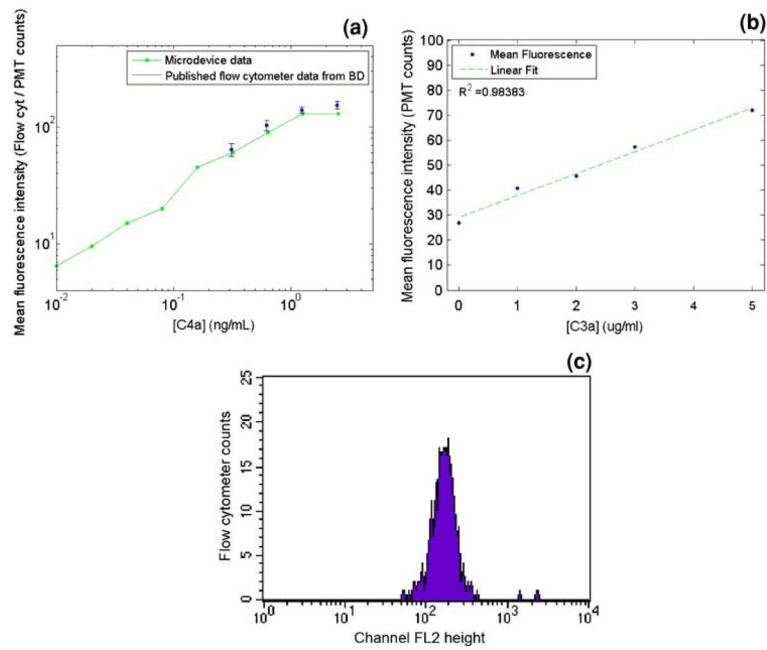 (a)
Mean fluorescence intensity (Flow cyt / PMT counts)
Microdevice data
Published flow cytometer data from BD
10^2
10^1
10^-2
10^-1
10^0
[C4a] (ng/mL)
(b)
Mean fluorescence intensity (PMT counts)
100
90
80
70
60
50
40
30
20
10
0
Mean Fluorescence
Linear Fit
R^2 =0.98383
0 1 2 3 4 5
[C3a] (ug/ml)
(c)
Flow cytometer counts
25
20
15
10
5
0
10^0 10^1 10^2 10^3 10^4
Channel FL2 height